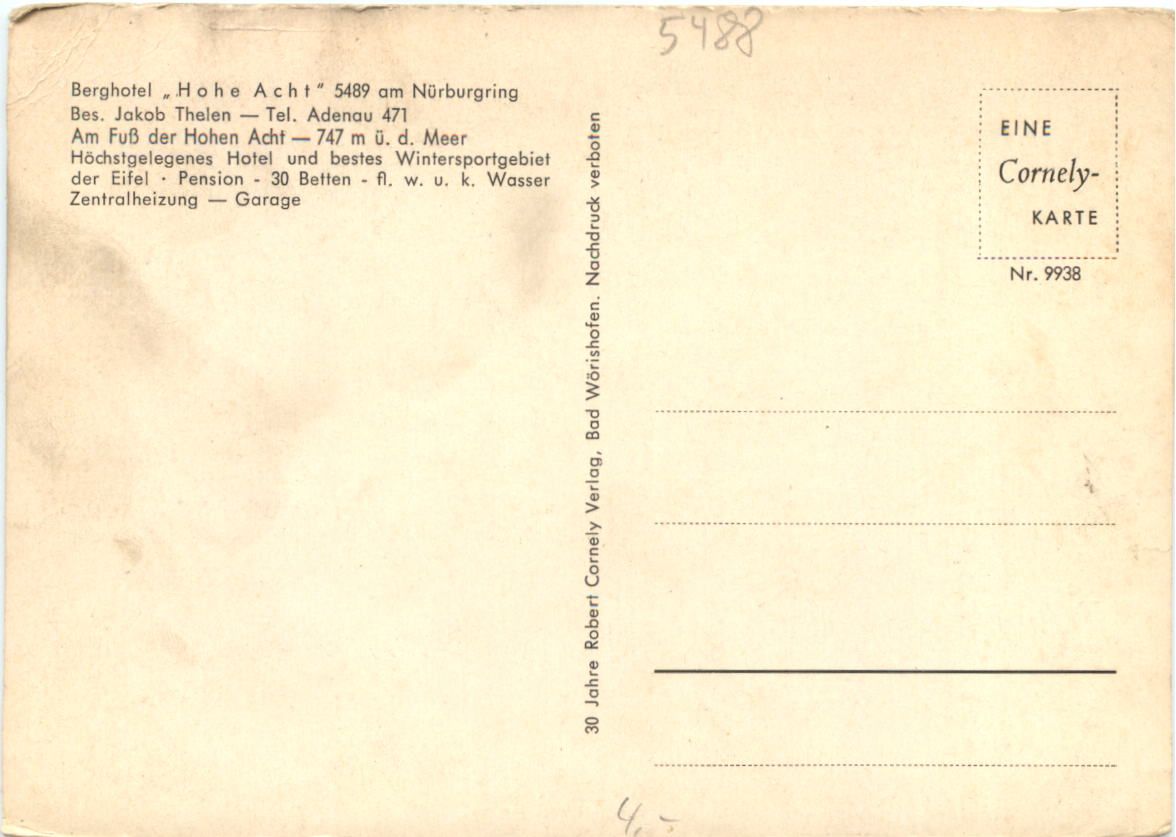 5488
Berghotel „Hohe Acht" 5489 am Nürburgring
Bes. Jakob Thelen — Tel. Adenau 471
Am Fuß der Hohen Acht — 747 m ü. d. Meer
Höchstgelegenes Hotel und bestes Wintersportgebiet
der Eifel · Pension - 30 Betten - fl. w. u. k. Wasser
Zentralheizung — Garage
30 Jahre Robert Cornely Verlag, Bad Wörishofen. Nachdruck verboten
EINE
Cornely-
KARTE
Nr. 9938
4,-